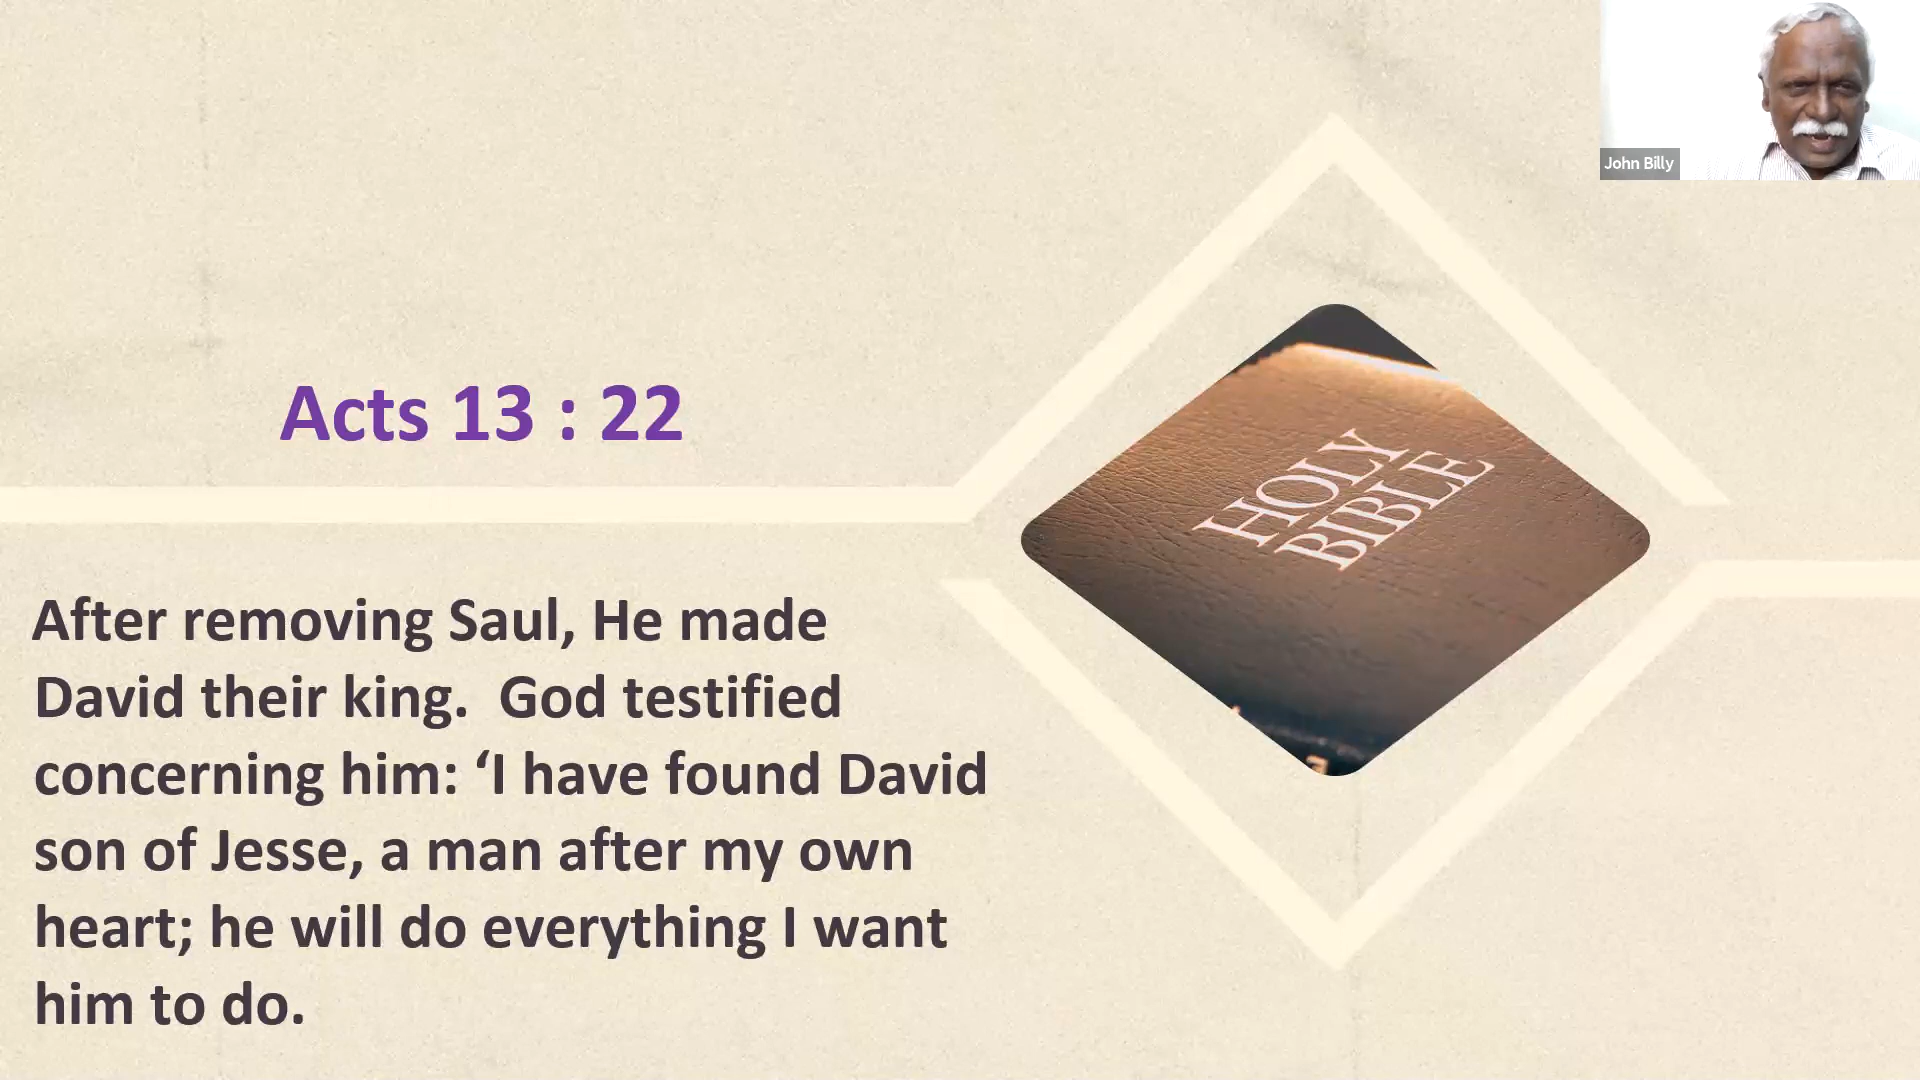 John Billy
Acts 13 : 22
HOLY
BIBLE
After removing Saul, He made
David their king.  God testified
concerning him: ‘I have found David
son of Jesse, a man after my own
heart; he will do everything I want
him to do.